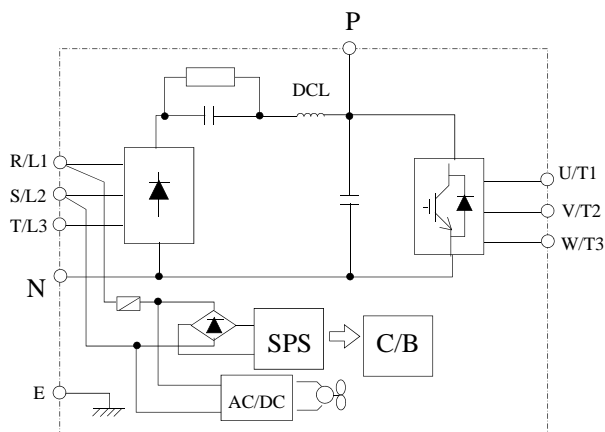 P
DCL
R/L1
S/L2
T/L3
U/T1
V/T2
W/T3
N
SPS
C/B
E
AC/DC